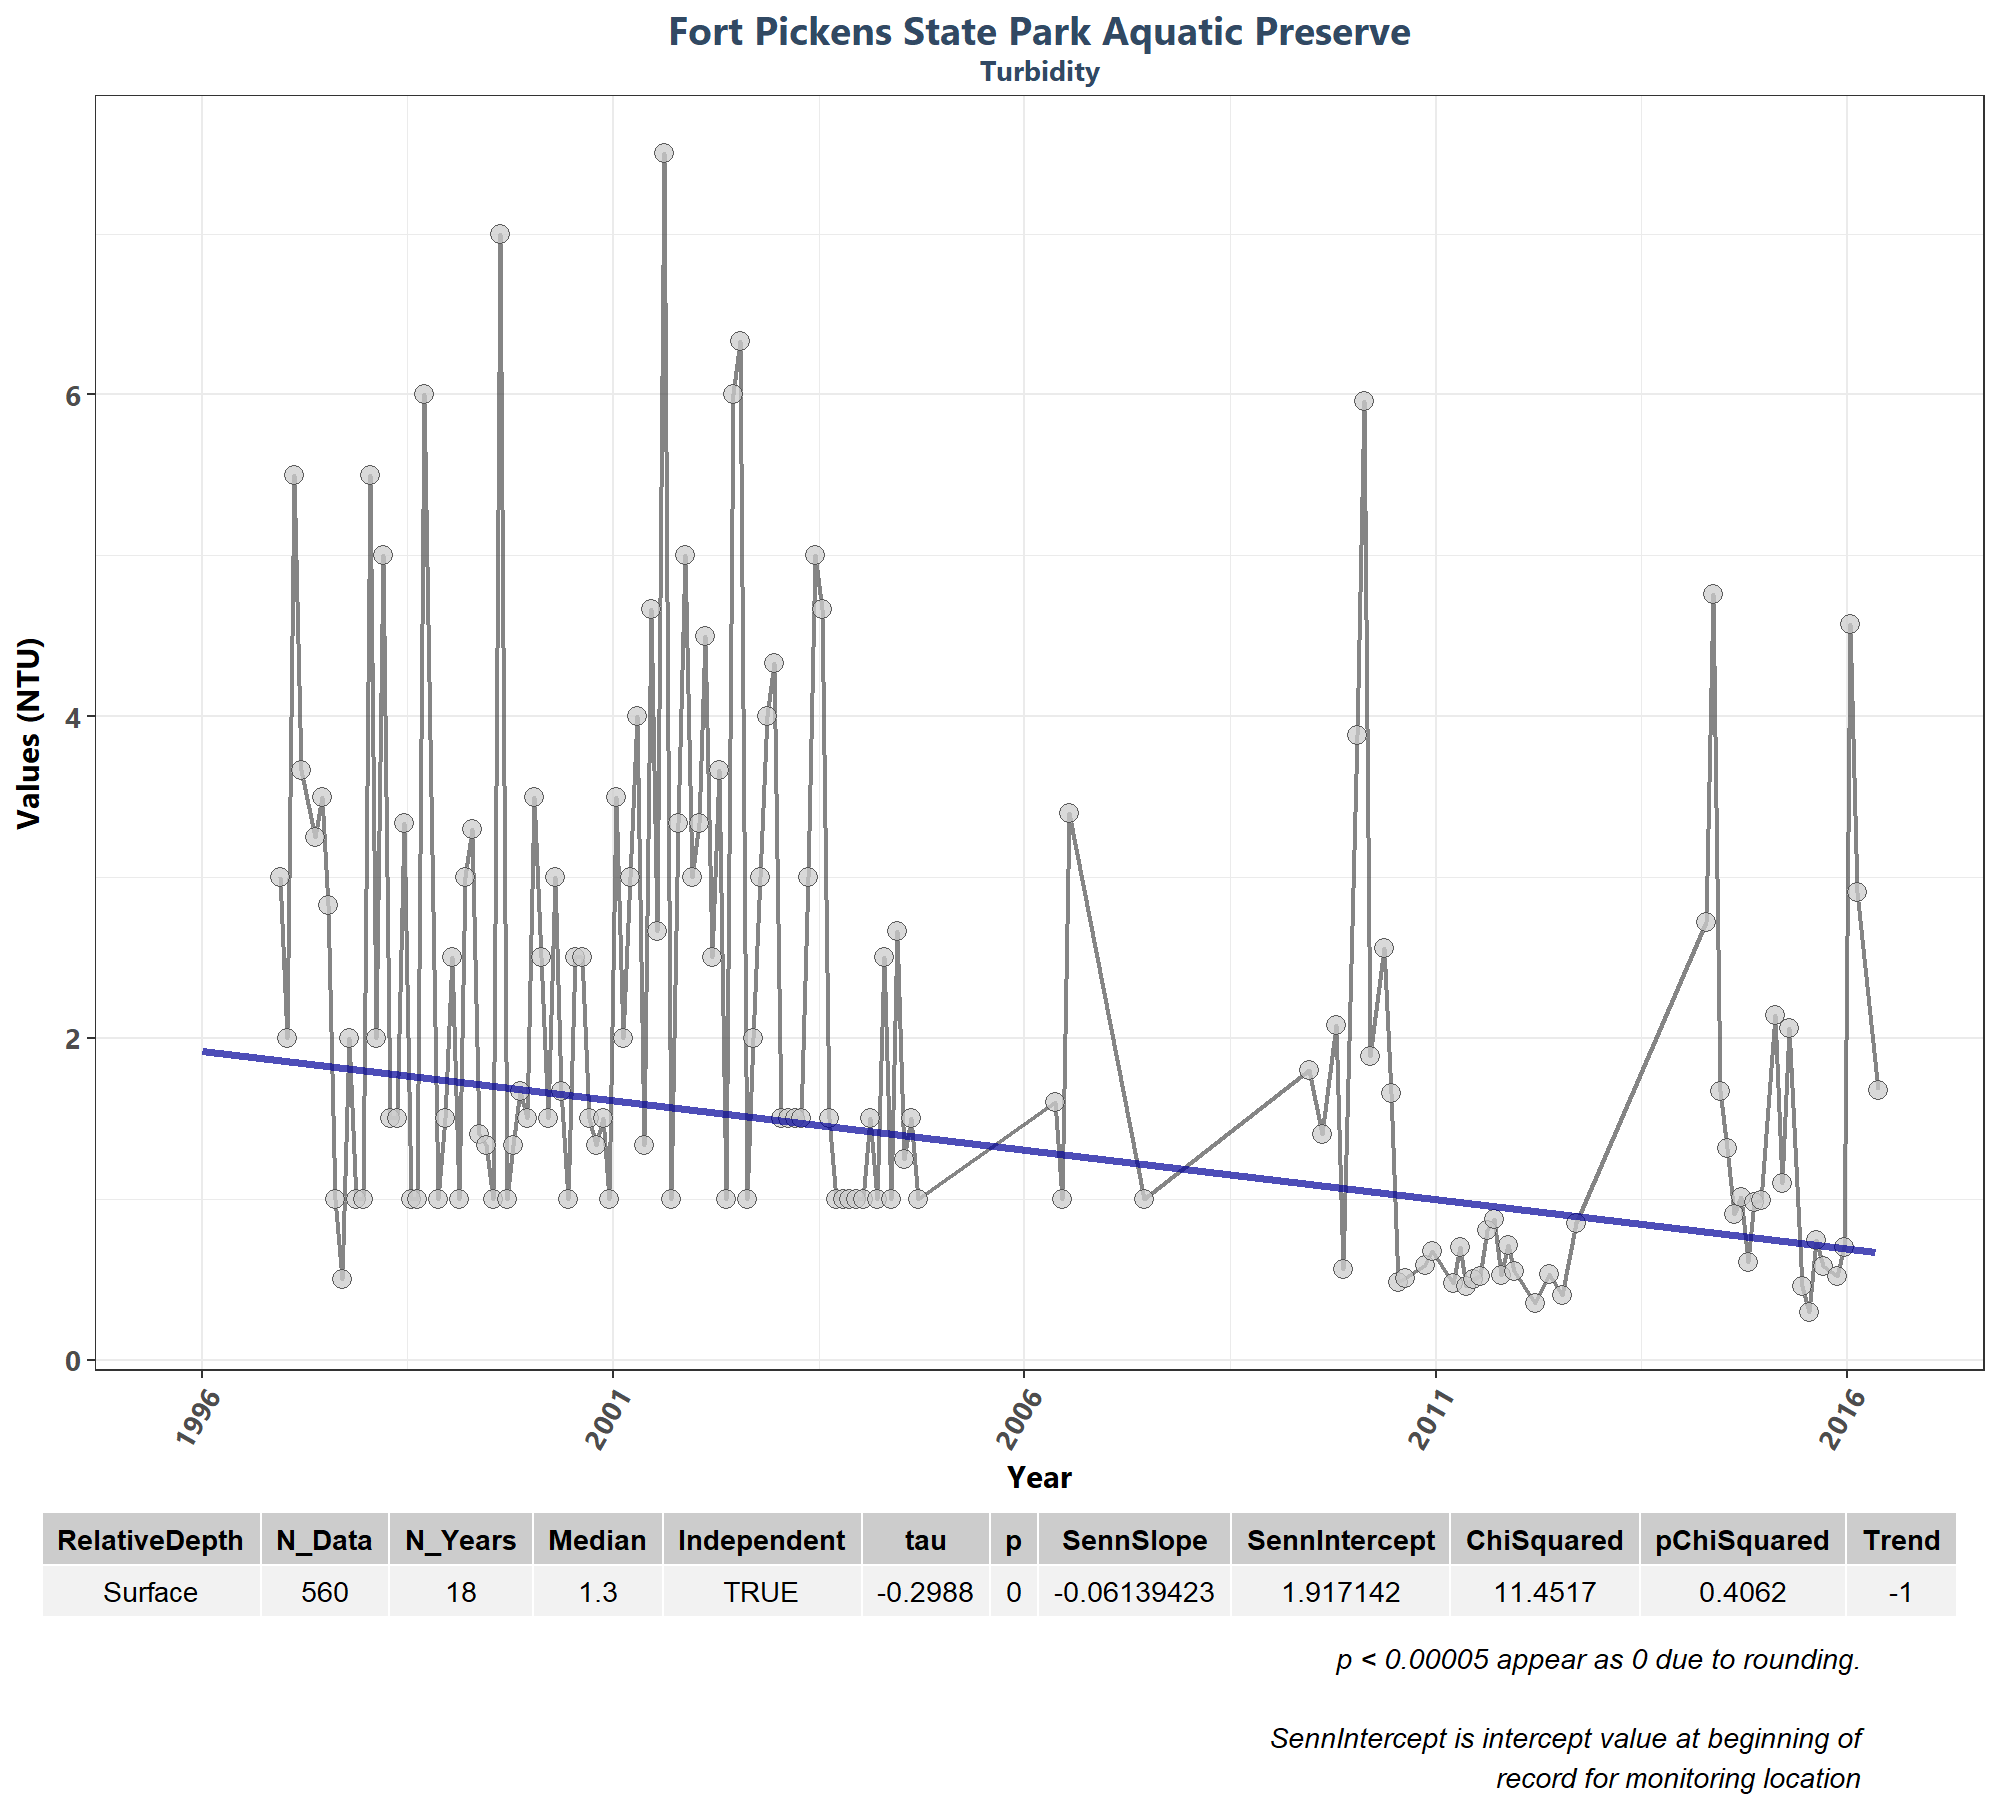 Fort Pickens State Park Aquatic Preserve
Turbidity
Values (NTU)
6
4
2
0
1996
2001
2006
2011
2016
Year
RelativeDepth N_Data N_Years Median Independent tau p SennSlope SennIntercept ChiSquared pChiSquared Trend
Surface 560 18 1.3 TRUE -0.2988 0 -0.06139423 1.917142 11.4517 0.4062 -1
p < 0.00005 appear as 0 due to rounding.
SennIntercept is intercept value at beginning of
record for monitoring location